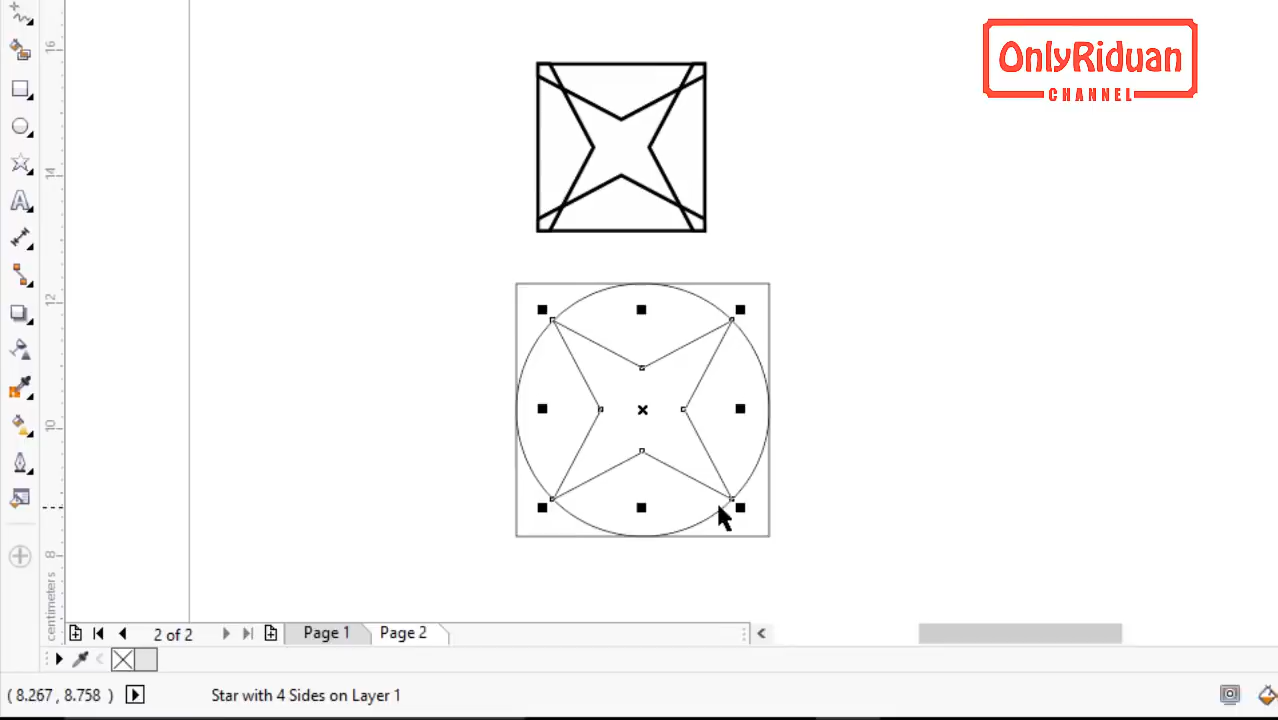 OnlyRiduan
CHANNEL
16
14
12
10
8
centimeters
2 of 2
Page 1
Page 2
( 8.267 , 8.758 )
Star with 4 Sides on Layer 1